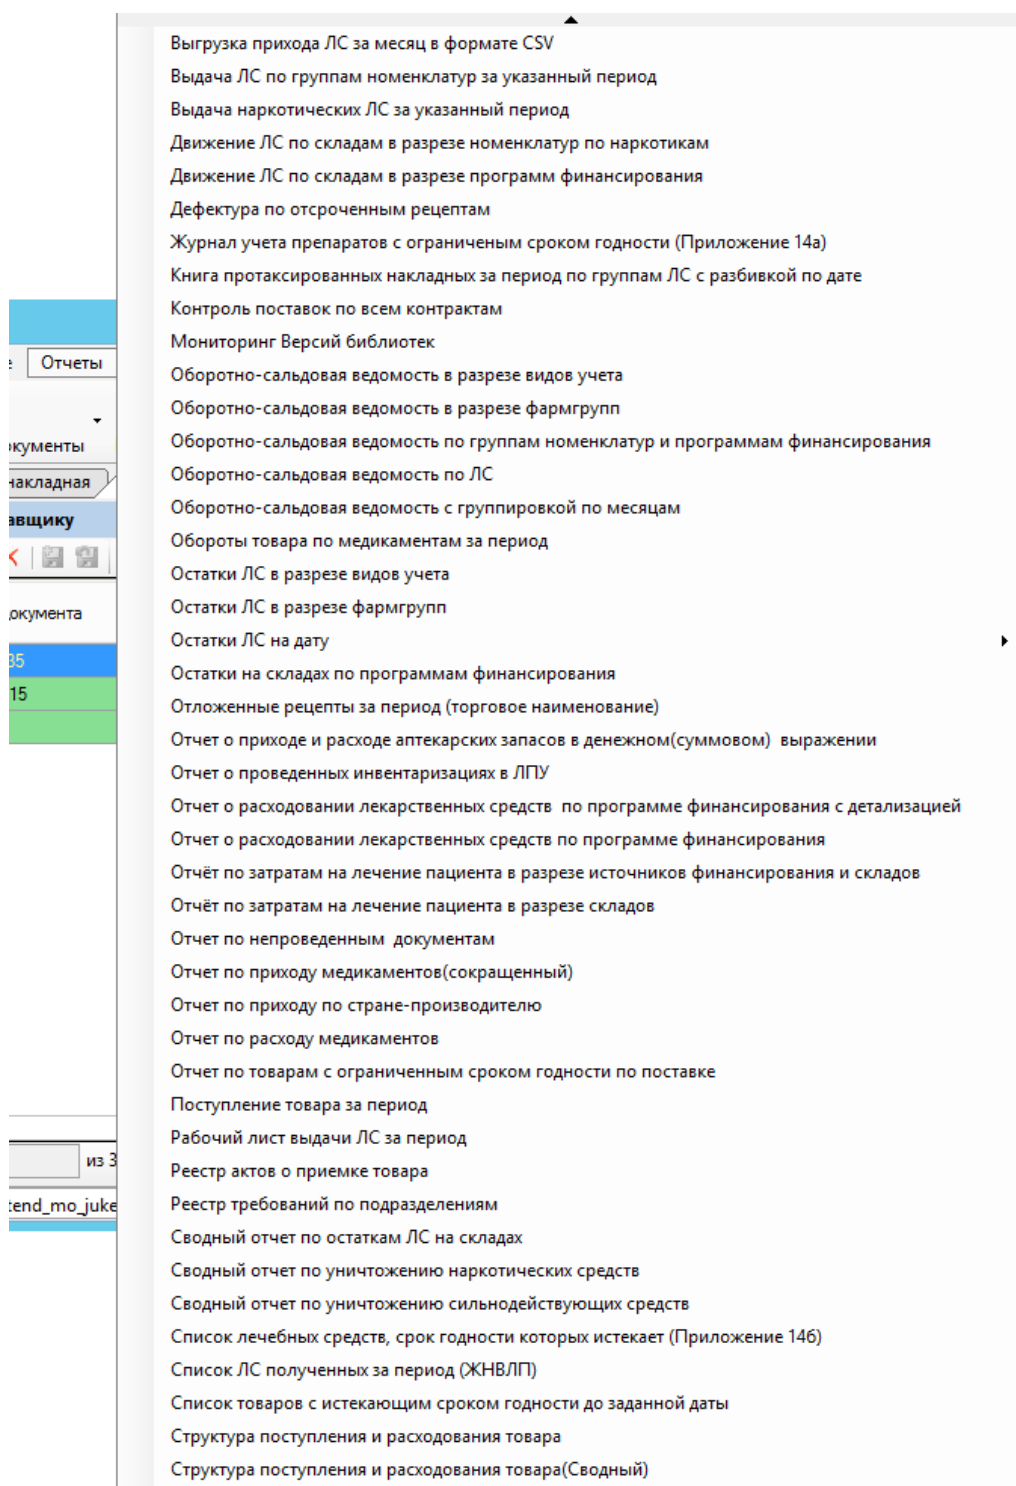 Выгрузка прихода ЛС за месяц в формате CSV
Выдача ЛС по группам номенклатур за указанный период
Выдача наркотических ЛС за указанный период
Движение ЛС по складам в разрезе номенклатур по наркотикам
Движение ЛС по складам в разрезе программ финансирования
Дефектура по отсроченным рецептам
Журнал учета препаратов с ограниченым сроком годности (Приложение 14а)
Книга протаксированных накладных за период по группам ЛС с разбивкой по дате
Контроль поставок по всем контрактам
Мониторинг Версий библиотек
Отчеты
Оборотно-сальдовая ведомость в разрезе видов учета
Оборотно-сальдовая ведомость в разрезе фармгрупп
Оборотно-сальдовая ведомость по группам номенклатур и программам финансирования
окументы
Оборотно-сальдовая ведомость по ЛС
накладная
Оборотно-сальдовая ведомость с группировкой по месяцам
авщику
Обороты товара по медикаментам за период
Остатки ЛС в разрезе видов учета
Остатки ЛС в разрезе фармгрупп
окумента
Остатки ЛС на дату
35
Остатки на складах по программам финансирования
15
Отложенные рецепты за период (торговое наименование)
Отчет о приходе и расходе аптекарских запасов в денежном(суммовом)  выражении
Отчет о проведенных инвентаризациях в ЛПУ
Отчет о расходовании лекарственных средств  по программе финансирования с детализацией
Отчет о расходовании лекарственных средств по программе финансирования
Отчёт по затратам на лечение пациента в разрезе источников финансирования и складов
Отчёт по затратам на лечение пациента в разрезе складов
Отчет по непроведенным  документам
Отчет по приходу медикаментов(сокращенный)
Отчет по приходу по стране-производителю
Отчет по расходу медикаментов
Отчет по товарам с ограниченным сроком годности по поставке
Поступление товара за период
Рабочий лист выдачи ЛС за период
из 3
Реестр актов о приемке товара
Реестр требований по подразделениям
tend_mo_juke
Сводный отчет по остаткам ЛС на складах
Сводный отчет по уничтожению наркотических средств
Сводный отчет по уничтожению сильнодействующих средств
Список лечебных средств, срок годности которых истекает (Приложение 14б)
Список ЛС полученных за период (ЖНВЛП)
Список товаров с истекающим сроком годности до заданной даты
Структура поступления и расходования товара
Структура поступления и расходования товара(Сводный)